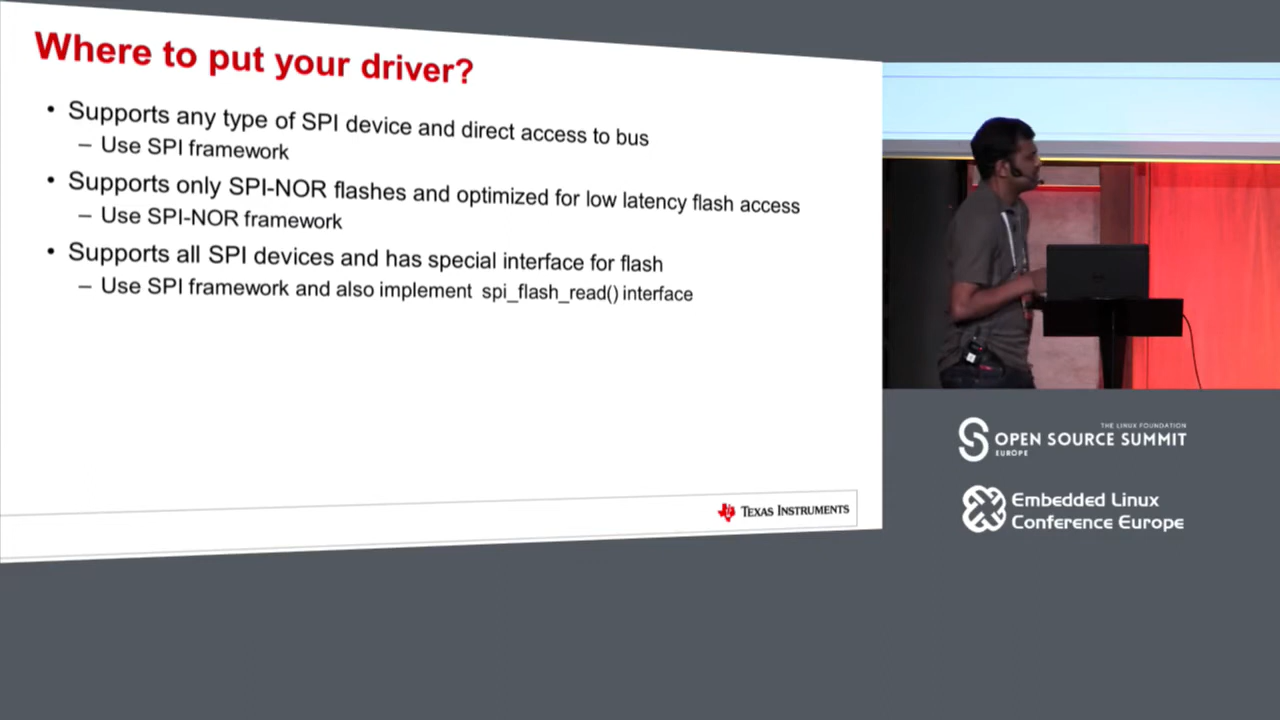 Where to put your driver?
• Supports any type of SPI device and direct access to bus
– Use SPI framework
• Supports only SPI-NOR flashes and optimized for low latency flash access
– Use SPI-NOR framework
• Supports all SPI devices and has special interface for flash
– Use SPI framework and also implement spi_flash_read() interface
TEXAS INSTRUMENTS
THE LINUX FOUNDATION
OPEN SOURCE SUMMIT
EUROPE
Embedded Linux
Conference Europe